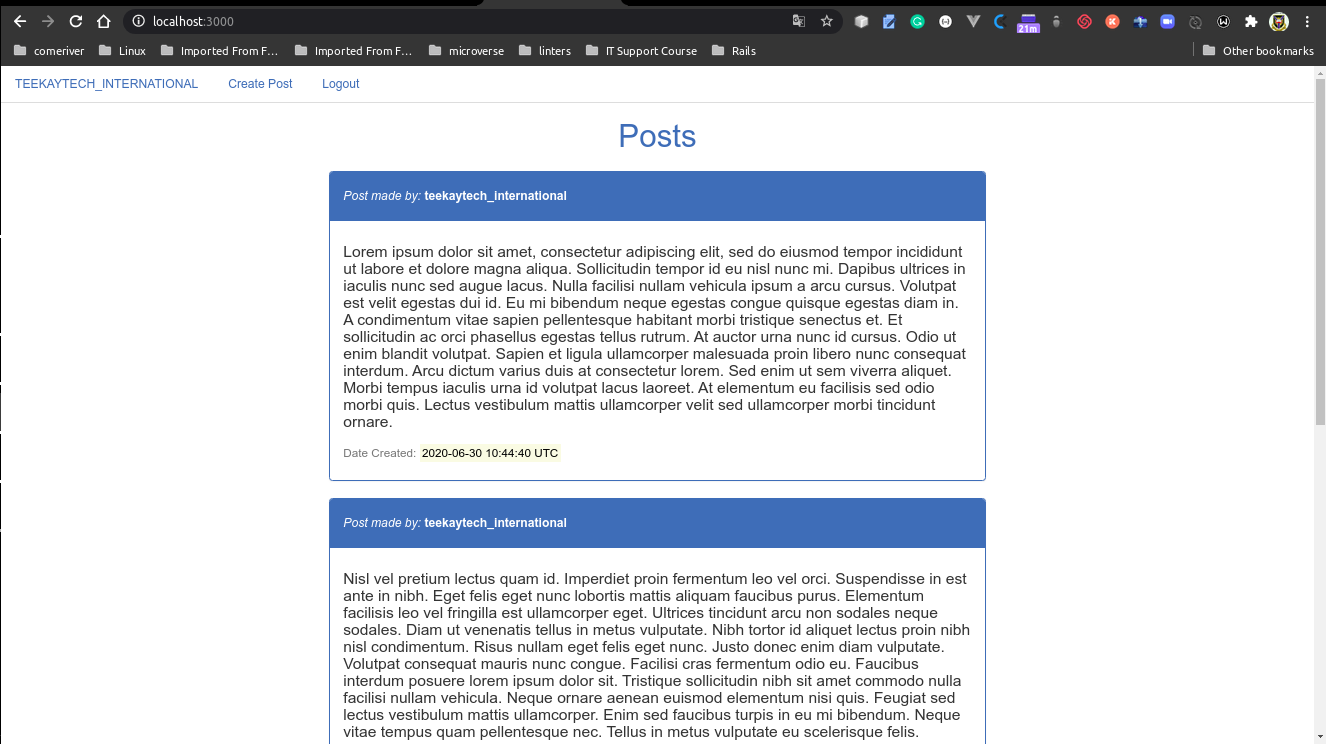 localhost:3000
21m
comeriver Linux Imported From F… Imported From F… microverse linters IT Support Course Rails Other bookmarks
TEEKAYTECH_INTERNATIONAL Create Post Logout
Posts
Post made by: teekaytech_international
Lorem ipsum dolor sit amet, consectetur adipiscing elit, sed do eiusmod tempor incididunt
ut labore et dolore magna aliqua. Sollicitudin tempor id eu nisl nunc mi. Dapibus ultrices in
iaculis nunc sed augue lacus. Nulla facilisi nullam vehicula ipsum a arcu cursus. Volutpat
est velit egestas dui id. Eu mi bibendum neque egestas congue quisque egestas diam in.
A condimentum vitae sapien pellentesque habitant morbi tristique senectus et. Et
sollicitudin ac orci phasellus egestas tellus rutrum. At auctor urna nunc id cursus. Odio ut
enim blandit volutpat. Sapien et ligula ullamcorper malesuada proin libero nunc consequat
interdum. Arcu dictum varius duis at consectetur lorem. Sed enim ut sem viverra aliquet.
Morbi tempus iaculis urna id volutpat lacus laoreet. At elementum eu facilisis sed odio
morbi quis. Lectus vestibulum mattis ullamcorper velit sed ullamcorper morbi tincidunt
ornare.
Date Created: 2020-06-30 10:44:40 UTC
Post made by: teekaytech_international
Nisl vel pretium lectus quam id. Imperdiet proin fermentum leo vel orci. Suspendisse in est
ante in nibh. Eget felis eget nunc lobortis mattis aliquam faucibus purus. Elementum
facilisis leo vel fringilla est ullamcorper eget. Ultrices tincidunt arcu non sodales neque
sodales. Diam ut venenatis tellus in metus vulputate. Nibh tortor id aliquet lectus proin nibh
nisl condimentum. Risus nullam eget felis eget nunc. Justo donec enim diam vulputate.
Volutpat consequat mauris nunc congue. Facilisi cras fermentum odio eu. Faucibus
interdum posuere lorem ipsum dolor sit. Tristique sollicitudin nibh sit amet commodo nulla
facilisi nullam vehicula. Neque ornare aenean euismod elementum nisi quis. Feugiat sed
lectus vestibulum mattis ullamcorper. Enim sed faucibus turpis in eu mi bibendum. Neque
vitae tempus quam pellentesque nec. Tellus in metus vulputate eu scelerisque felis.